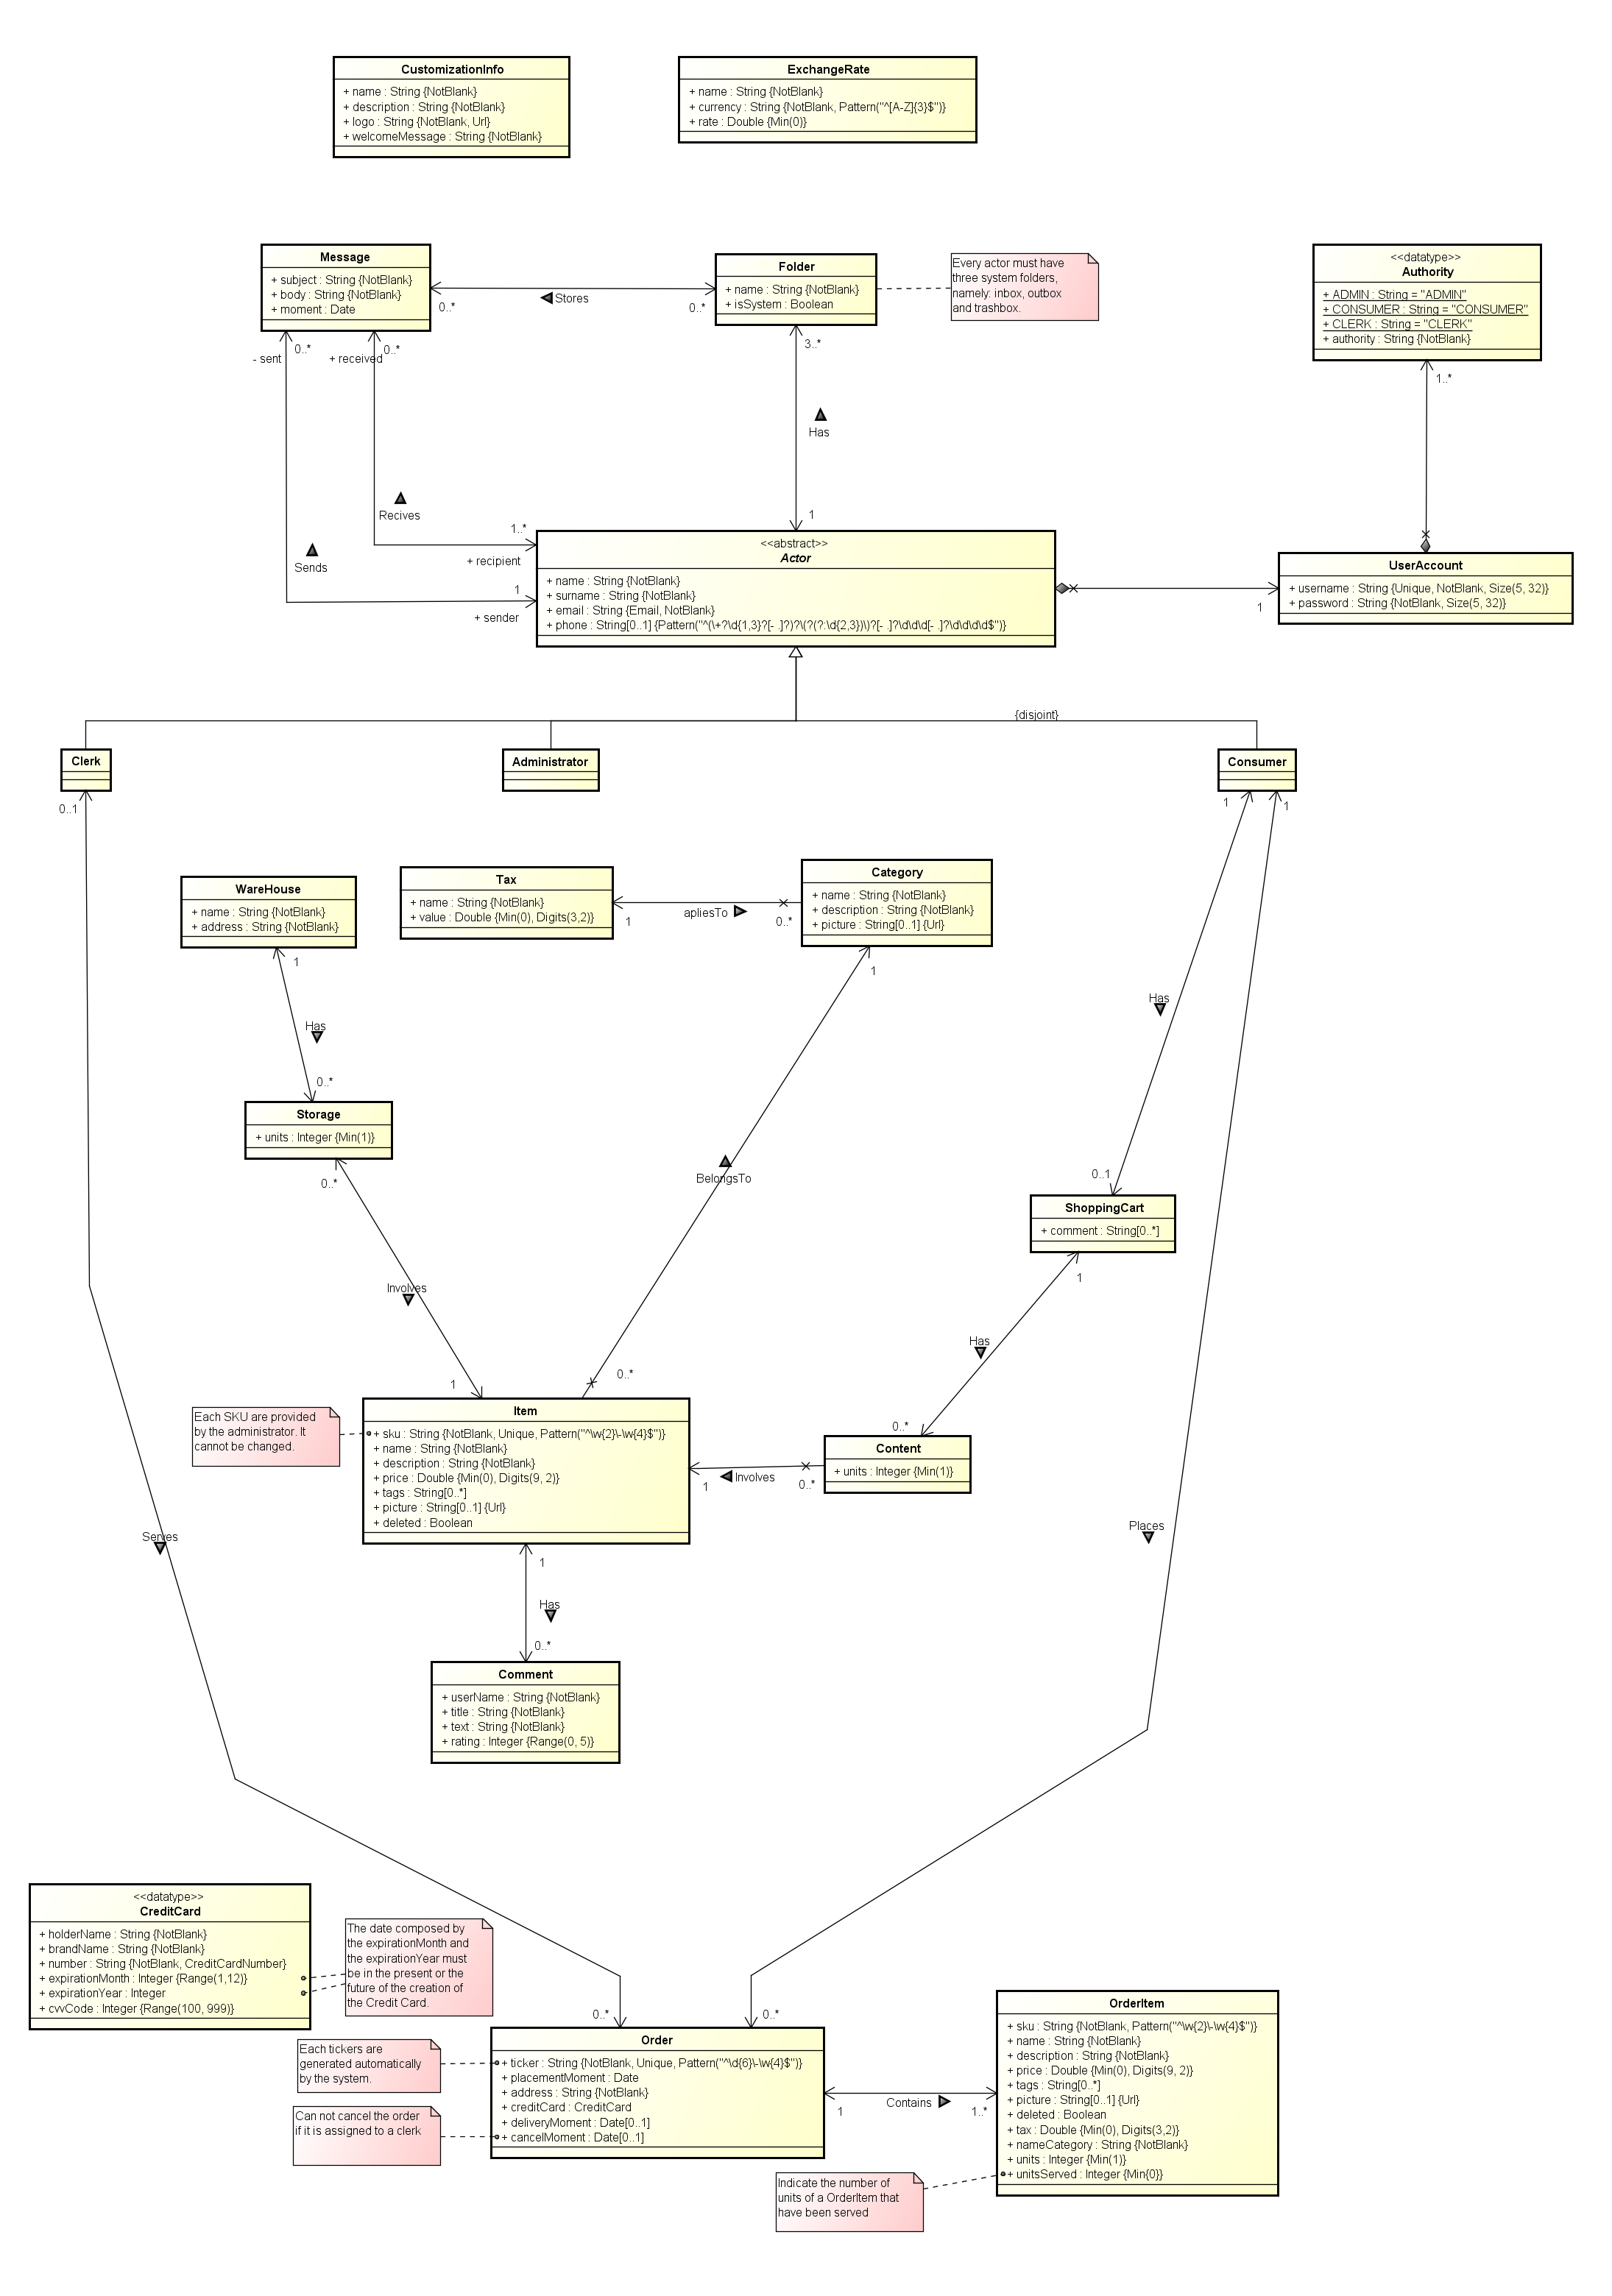 CustomizationInfo
+ name : String {NotBlank}
+ description : String {NotBlank}
+ logo : String {NotBlank, Url}
+ welcomeMessage : String {NotBlank}
ExchangeRate
+ name : String {NotBlank}
+ currency : String {NotBlank, Pattern("^[A-Z]{3}$")}
+ rate : Double {Min(0)}
Message
+ subject : String {NotBlank}
+ body : String {NotBlank}
+ moment : Date
0..*
Stores
0..*
Folder
+ name : String {NotBlank}
+ isSystem : Boolean
Every actor must have
three system folders,
namely: inbox, outbox
and trashbox.
<<datatype>>
Authority
+ ADMIN : String = "ADMIN"
+ CONSUMER : String = "CONSUMER"
+ CLERK : String = "CLERK"
+ authority : String {NotBlank}
- sent
0..*
+ received
0..*
3..*
1..*
Has
Recives
Sends
1
1..*
+ recipient
1
+ sender
<<abstract>>
Actor
+ name : String {NotBlank}
+ surname : String {NotBlank}
+ email : String {Email, NotBlank}
+ phone : String[0..1] {Pattern("^(\+?\d{1,3}?[- .]?)?\(?(?:\d{2,3})\)?[- .]?\d\d\d[- .]?\d\d\d\d$")}
1
UserAccount
+ username : String {Unique, NotBlank, Size(5, 32)}
+ password : String {NotBlank, Size(5, 32)}
{disjoint}
Clerk
Administrator
Consumer
0..1
1
1
WareHouse
+ name : String {NotBlank}
+ address : String {NotBlank}
Tax
+ name : String {NotBlank}
+ value : Double {Min(0), Digits(3,2)}
1
apliesTo
0..*
Category
+ name : String {NotBlank}
+ description : String {NotBlank}
+ picture : String[0..1] {Url}
1
1
Has
Has
0..*
Storage
+ units : Integer {Min(1)}
0..*
BelongsTo
0..1
ShoppingCart
+ comment : String[0..*]
1
Involves
Has
1
0..*
0..*
Each SKU are provided
by the administrator. It
cannot be changed.
Item
+ sku : String {NotBlank, Unique, Pattern("^\w{2}\-\w{4}$")}
+ name : String {NotBlank}
+ description : String {NotBlank}
+ price : Double {Min(0), Digits(9, 2)}
+ tags : String[0..*]
+ picture : String[0..1] {Url}
+ deleted : Boolean
1
Involves
0..*
Content
+ units : Integer {Min(1)}
Serves
Places
1
Has
0..*
Comment
+ userName : String {NotBlank}
+ title : String {NotBlank}
+ text : String {NotBlank}
+ rating : Integer {Range(0, 5)}
<<datatype>>
CreditCard
+ holderName : String {NotBlank}
+ brandName : String {NotBlank}
+ number : String {NotBlank, CreditCardNumber}
+ expirationMonth : Integer {Range(1,12)}
+ expirationYear : Integer
+ cvvCode : Integer {Range(100, 999)}
The date composed by
the expirationMonth and
the expirationYear must
be in the present or the
future of the creation of
the Credit Card.
0..*
0..*
Each tickers are
generated automatically
by the system.
Can not cancel the order
if it is assigned to a clerk
Order
+ ticker : String {NotBlank, Unique, Pattern("^\d{6}\-\w{4}$")}
+ placementMoment : Date
+ address : String {NotBlank}
+ creditCard : CreditCard
+ deliveryMoment : Date[0..1]
+ cancelMoment : Date[0..1]
1
Contains
1..*
OrderItem
+ sku : String {NotBlank, Pattern("^\w{2}\-\w{4}$")}
+ name : String {NotBlank}
+ description : String {NotBlank}
+ price : Double {Min(0), Digits(9, 2)}
+ tags : String[0..*]
+ picture : String[0..1] {Url}
+ deleted : Boolean
+ tax : Double {Min(0), Digits(3,2)}
+ nameCategory : String {NotBlank}
+ units : Integer {Min(1)}
+ unitsServed : Integer {Min{0}}
Indicate the number of
units of a OrderItem that
have been served